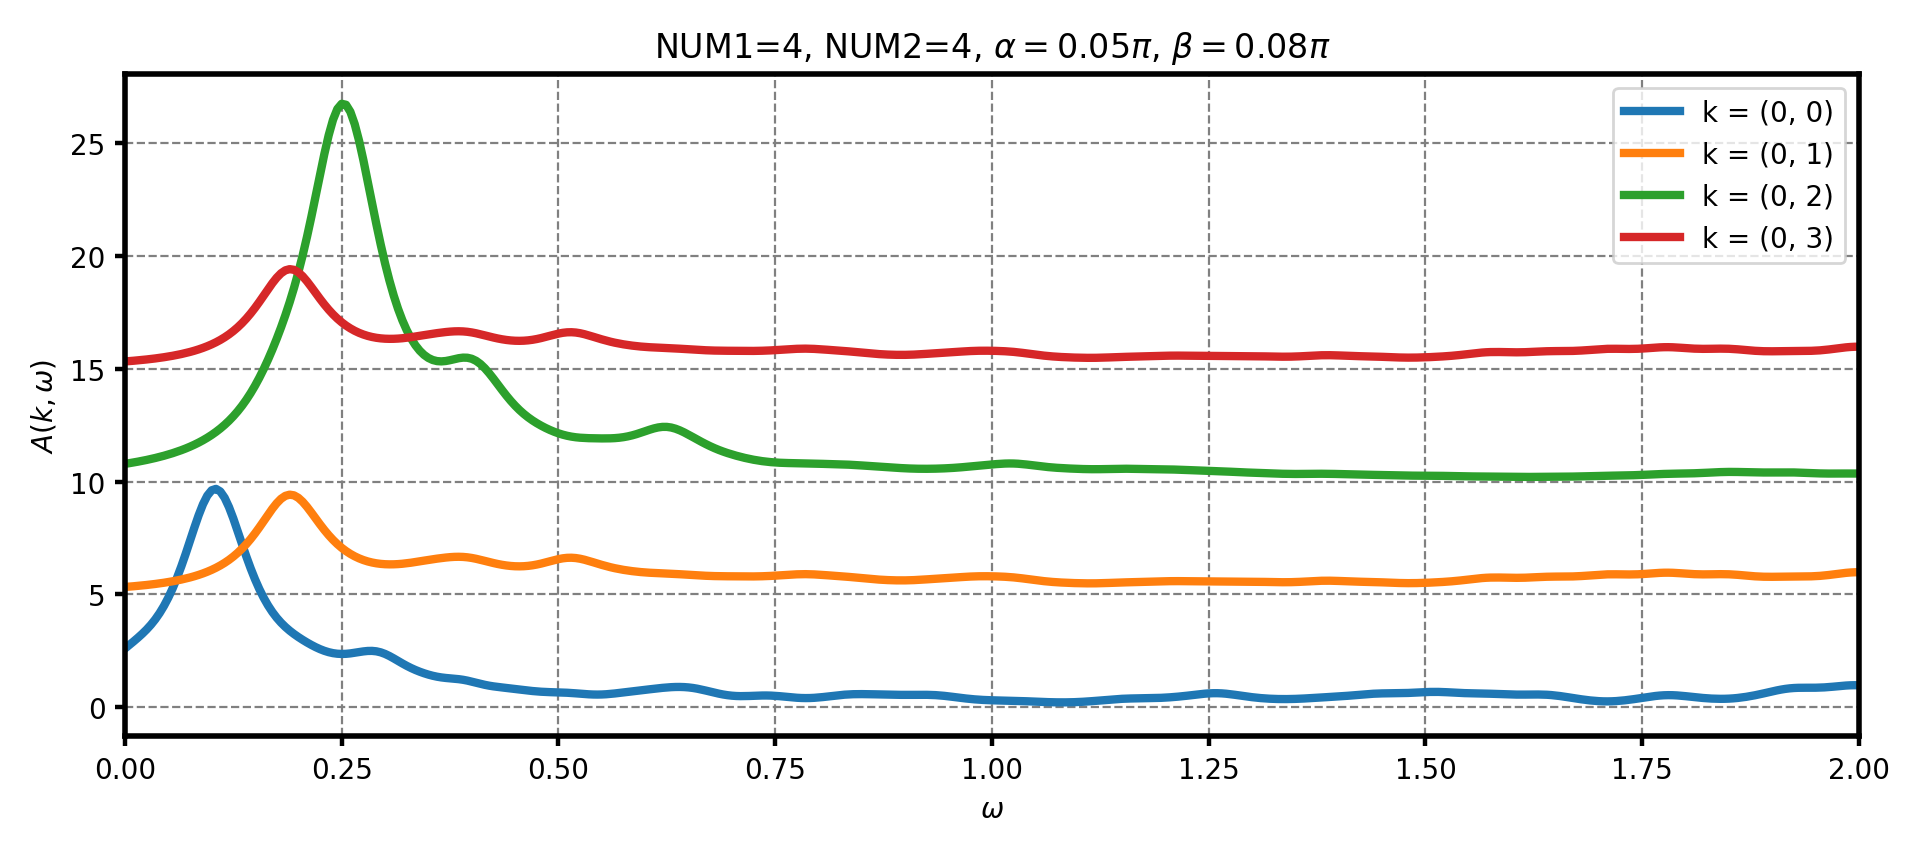 NUM1=4, NUM2=4, α = 0.05π, β = 0.08π
k = (0, 0)
k = (0, 1)
k = (0, 2)
k = (0, 3)
A(k, ω)
25
20
15
10
5
0
0.00 0.25 0.50 0.75 1.00 1.25 1.50 1.75 2.00
ω